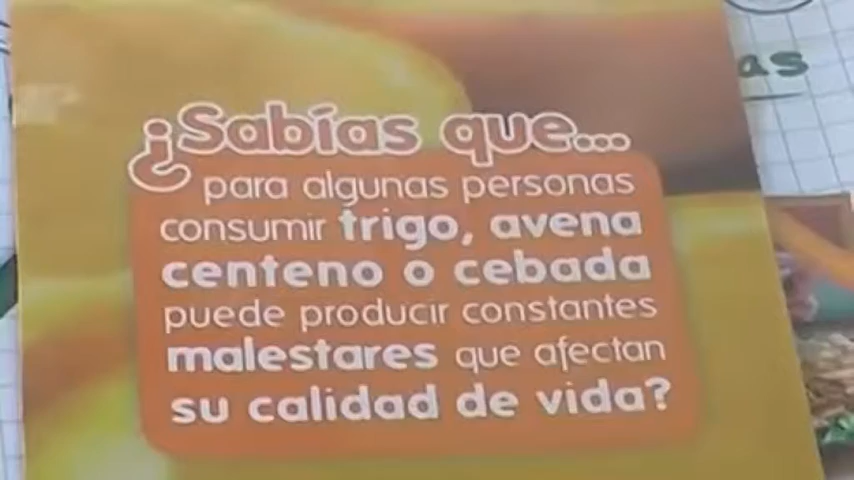 ¿Sabías que...
para algunas personas
consumir trigo, avena
centeno o cebada
puede producir constantes
malestares que afectan
su calidad de vida?
as